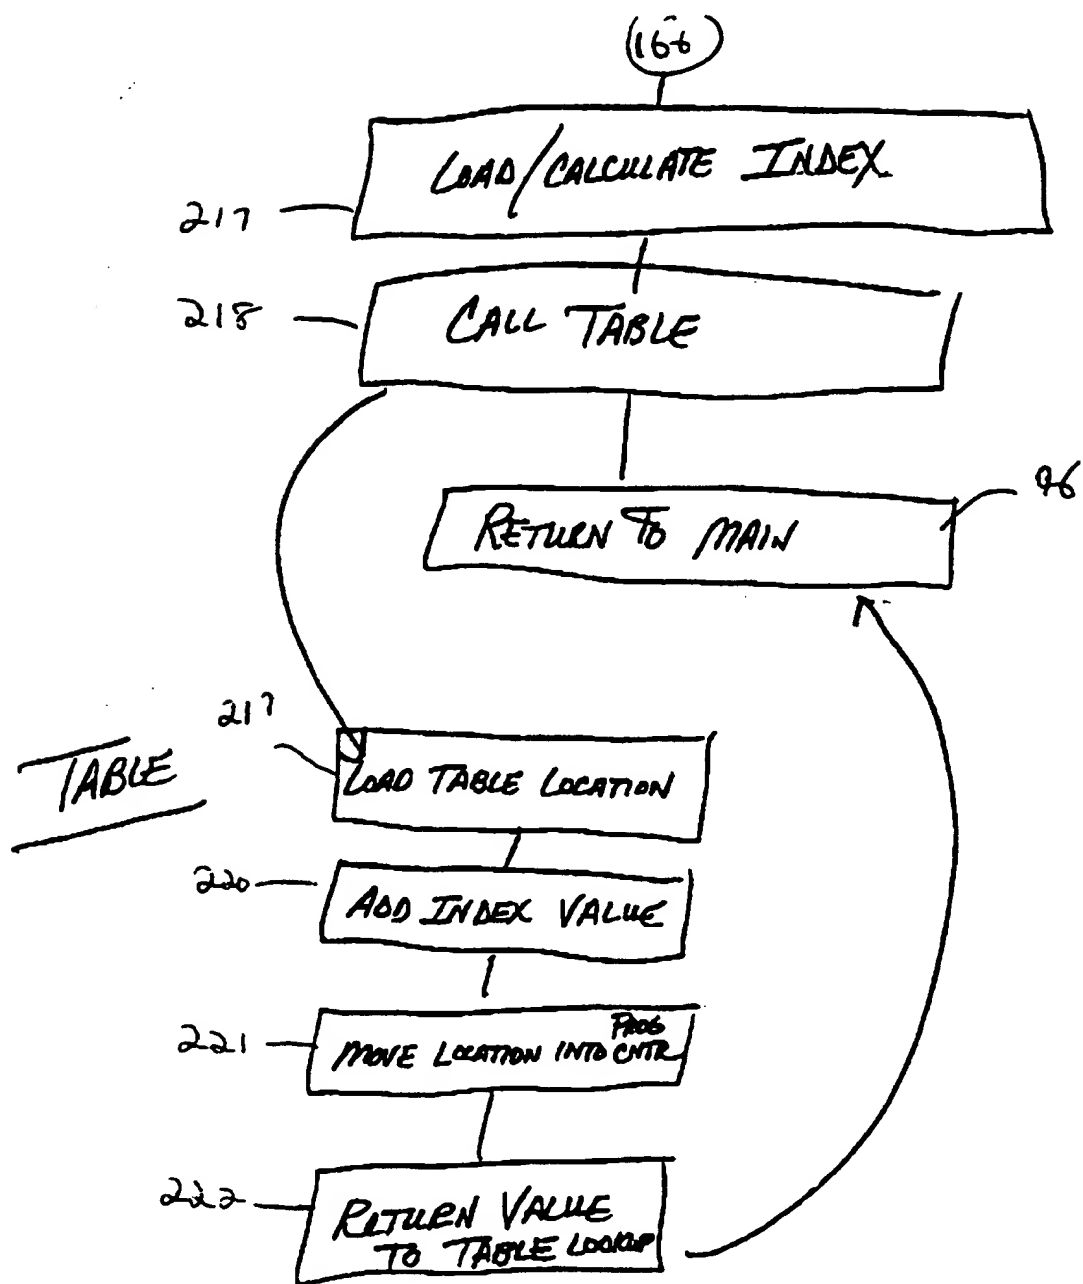 166
LOAD/CALCULATE INDEX
217
218
CALL TABLE
96
RETURN TO MAIN
TABLE
LOAD TABLE LOCATION
220
ADD INDEX VALUE
221
MOVE LOCATION INTO PROG CNTR
222
RETURN VALUE
TO TABLE LOOKUP